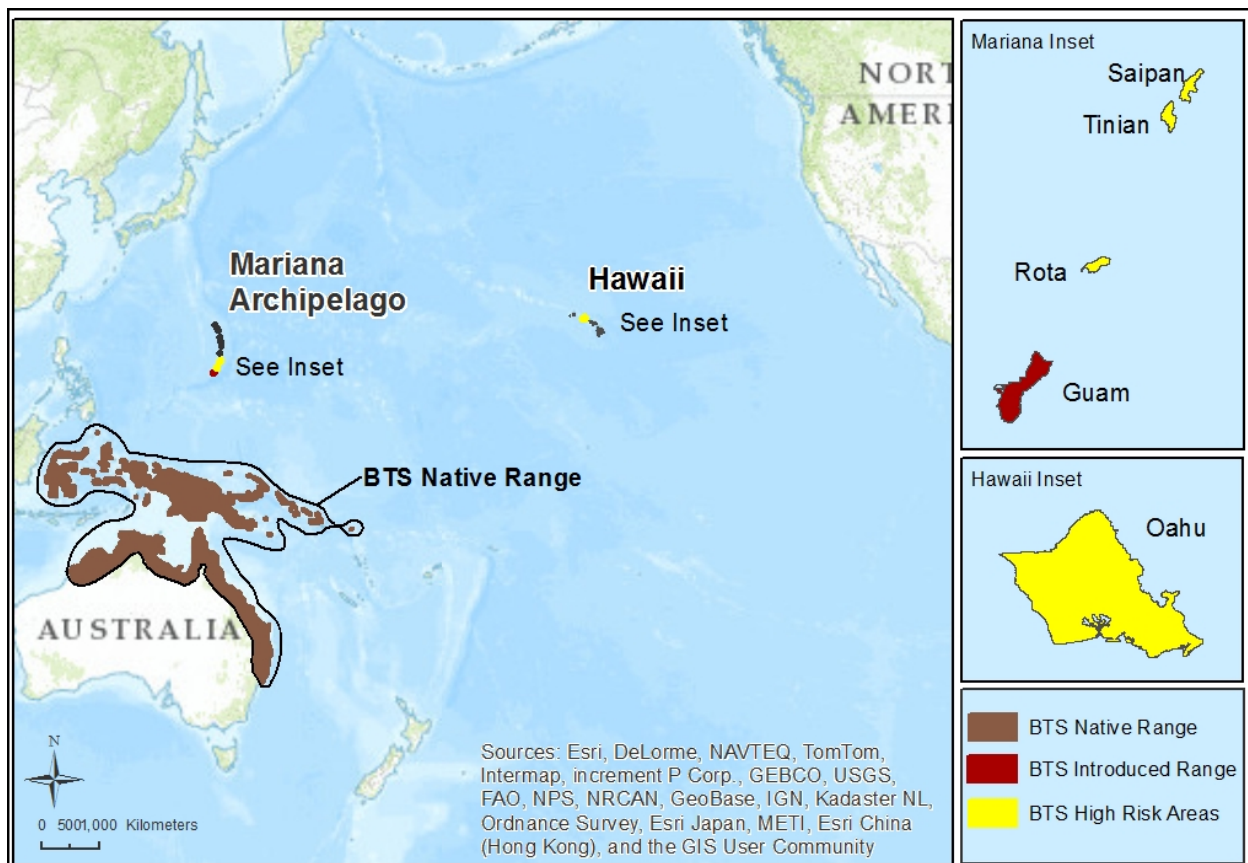 NORT
AMERI
Mariana
Archipelago
See Inset
Hawaii
See Inset
BTS Native Range
AUSTRALIA
N
0 5001,000 Kilometers
Sources: Esri, DeLorme, NAVTEQ, TomTom,
Intermap, increment P Corp., GEBCO, USGS,
FAO, NPS, NRCAN, GeoBase, IGN, Kadaster NL,
Ordnance Survey, Esri Japan, METI, Esri China
(Hong Kong), and the GIS User Community
Mariana Inset
Saipan
Tinian
Rota
Guam
Hawaii Inset
Oahu
BTS Native Range
BTS Introduced Range
BTS High Risk Areas